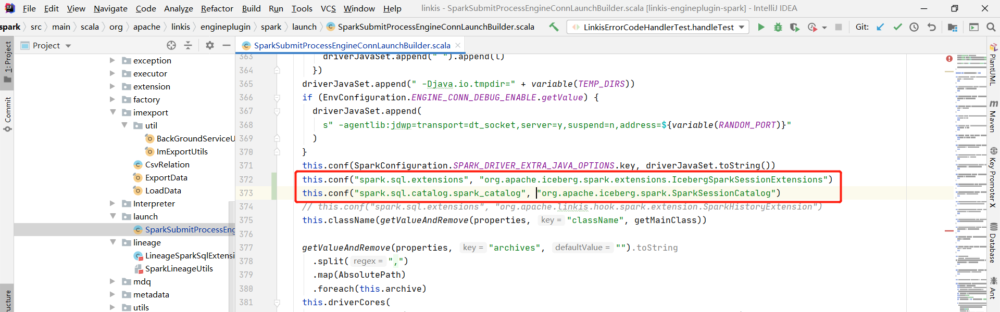 File Edit View Navigate Code Analyze Refactor Build Run Tools VCS Window Help linkis - SparkSubmitProcessEngineConnLaunchBuilder.scala [linkis-engineplugin-spark] - IntelliJ IDEA
spark src main scala org apache linkis engineplugin spark launch SparkSubmitProcessEngineConnLaunchBuilder.scala LinkisErrorCodeHandlerTest.handleTest Git:
Project SparkSubmitProcessEngineConnLaunchBuilder.scala
1: Project
Commit
ructure
exception
executor
extension
factory
imexport
util
BackGroundServiceU
ImExportUtils
CsvRelation
ExportData
LoadData
Interpreter
launch
SparkSubmitProcessEng
lineage
LineageSparkSqlExtensi
SparkLineageUtils
mdq
metadata
utils
363 driverJavaSet.append(" ").append(l)
364 })
365 driverJavaSet.append(" -Djava.io.tmpdir=" + variable(TEMP_DIRS))
366 if (EnvConfiguration.ENGINE_CONN_DEBUG_ENABLE.getValue) {
367 driverJavaSet.append(
368 s" -agentlib:jdwp=transport=dt_socket,server=y,suspend=n,address=${variable(RANDOM_PORT)}"
369 )
370 }
371 this.conf(SparkConfiguration.SPARK_DRIVER_EXTRA_JAVA_OPTIONS.key, driverJavaSet.toString())
372 this.conf("spark.sql.extensions", "org.apache.iceberg.spark.extensions.IcebergSparkSessionExtensions")
373 this.conf("spark.sql.catalog.spark_catalog", "org.apache.iceberg.spark.SparkSessionCatalog")
374 // this.conf("spark.sql.extensions", "org.apache.linkis.hook.spark.extension.SparkHistoryExtension")
375 this.className(getValueAndRemove(properties, key = "className", getMainClass))
376
377 getValueAndRemove(properties, key = "archives", defaultValue = "").toString
378 .split( regex = ",")
379 .map(AbsolutePath)
380 .foreach(this.archive)
381 this.driverCores(
PlantUML
Maven
Key Promoter X
Database
Ant